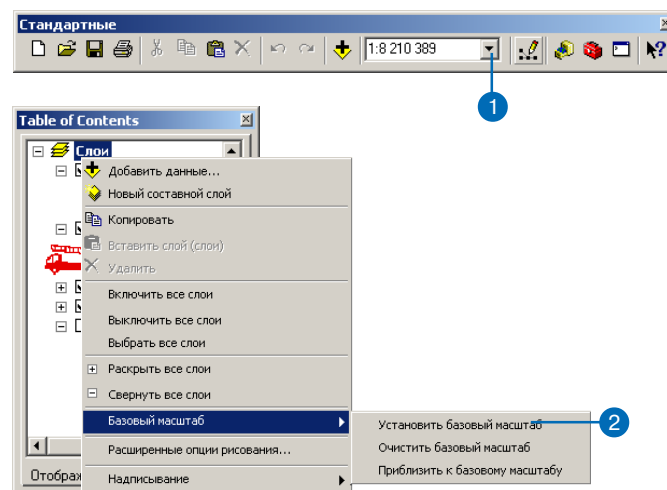 Стандартные
1:8 210 389
1
Table of Contents
Слои
Добавить данные...
Новый составной слой
Копировать
Вставить слой (слои)
Удалить
Включить все слои
Выключить все слои
Выбрать все слои
Раскрыть все слои
Свернуть все слои
Базовый масштаб
Установить базовый масштаб
2
Очистить базовый масштаб
Расширенные опции рисования...
Приблизить к базовому масштабу
Отображ
Надписывание